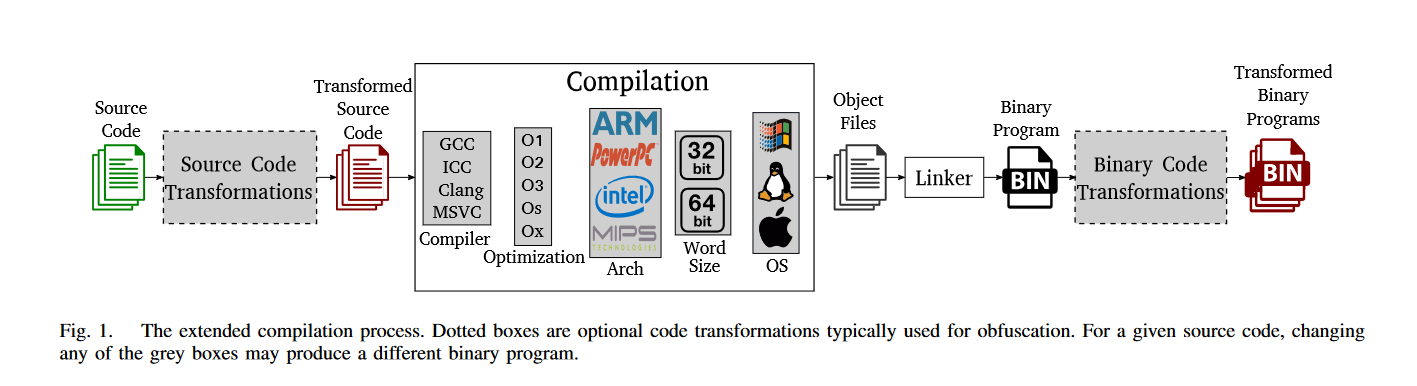 Source
Code
Source Code
Transformations
Transformed
Source
Code
Compilation
GCC
ICC
Clang
MSVC
Compiler
O1
O2
O3
Os
Ox
Optimization
ARM
PowerPC
intel
MIPS
TECHNOLOGIES
Arch
32
bit
64
bit
Word
Size
OS
Object
Files
Linker
Binary
Program
BIN
Binary Code
Transformations
Transformed
Binary
Programs
BIN
Fig. 1. The extended compilation process. Dotted boxes are optional code transformations typically used for obfuscation. For a given source code, changing
any of the grey boxes may produce a different binary program.